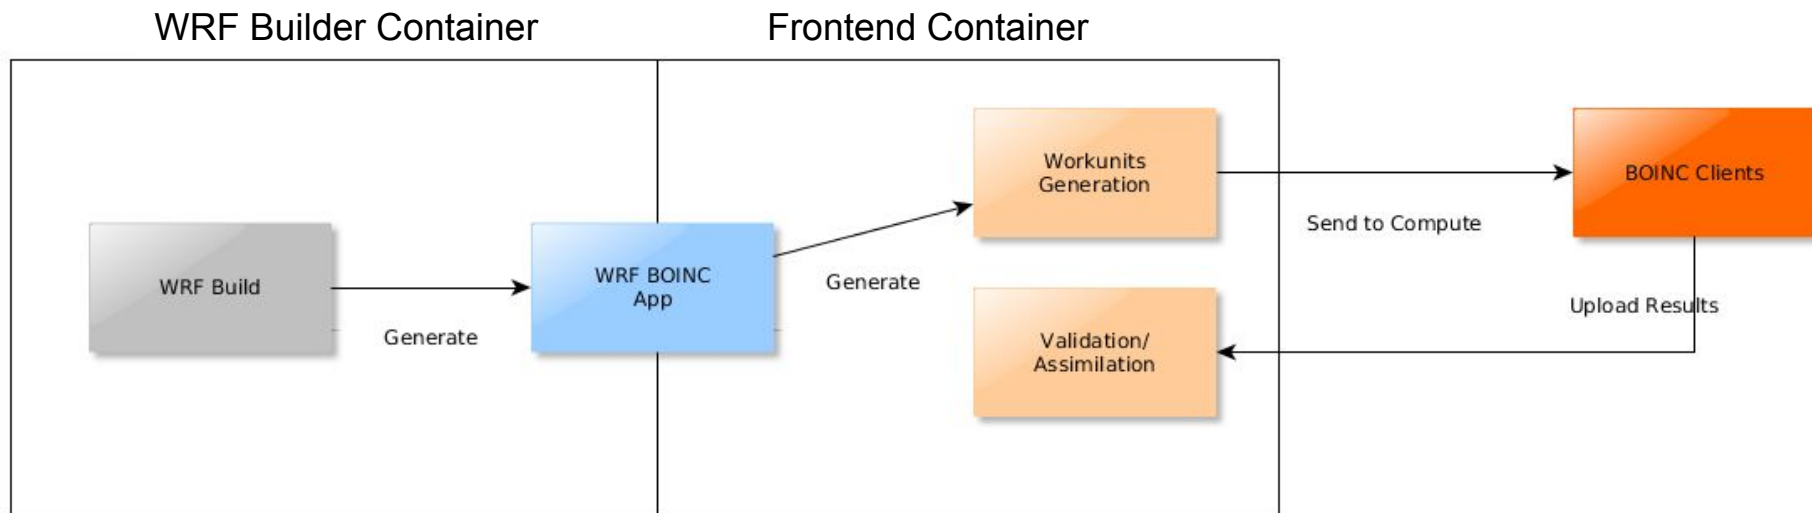 WRF Builder Container
Frontend Container
Workunits
Generation
BOINC Clients
Send to Compute
WRF Build
WRF BOINC
App
Generate
Generate
Upload Results
Validation/
Assimilation